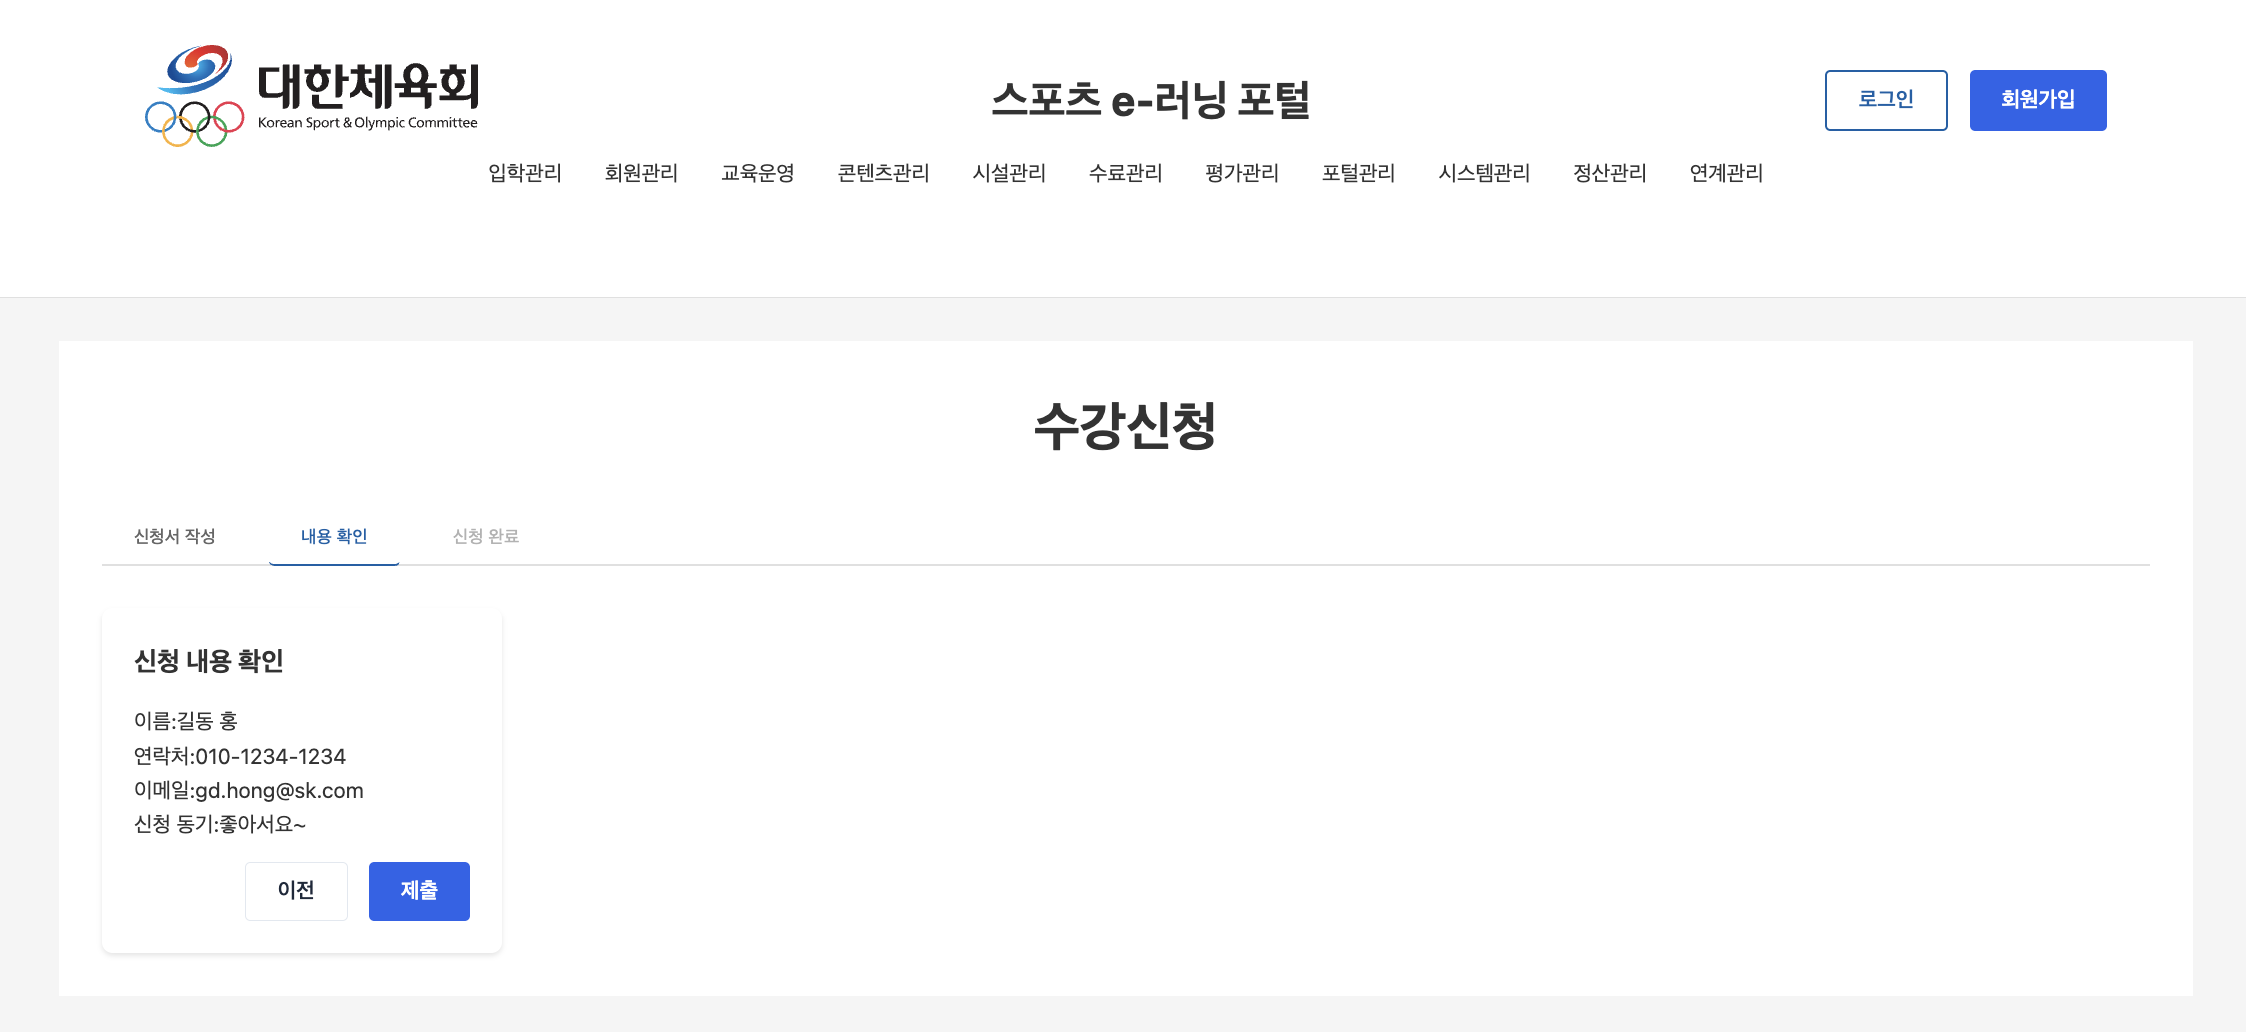 대한체육회
Korean Sport & Olympic Committee
스포츠 e-러닝 포털
로그인
회원가입
입학관리 회원관리 교육운영 콘텐츠관리 시설관리 수료관리 평가관리 포털관리 시스템관리 정산관리 연계관리
수강신청
신청서 작성 내용 확인 신청 완료
신청 내용 확인
이름:길동 홍
연락처:010-1234-1234
이메일:gd.hong@sk.com
신청 동기:좋아서요~
이전 제출